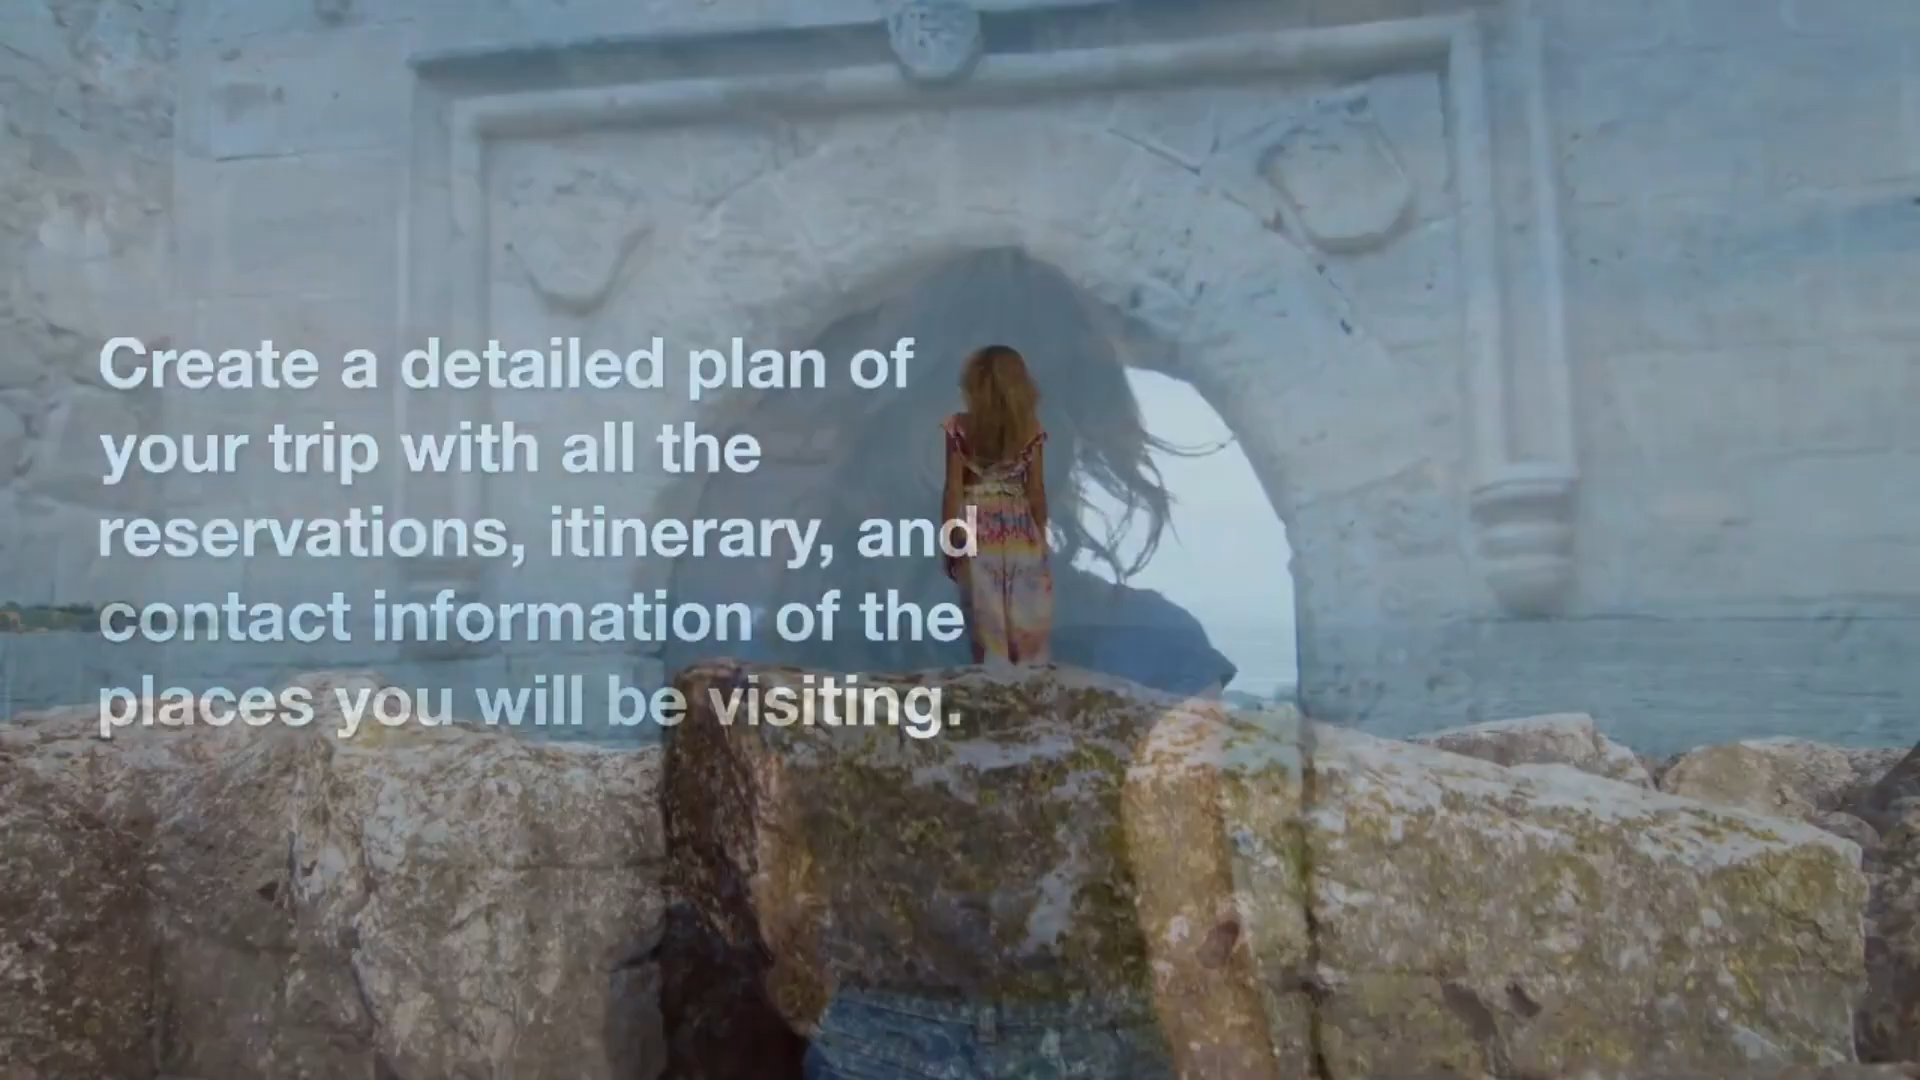 Create a detailed plan of
your trip with all the
reservations, itinerary, and
contact information of the
places you will be visiting.